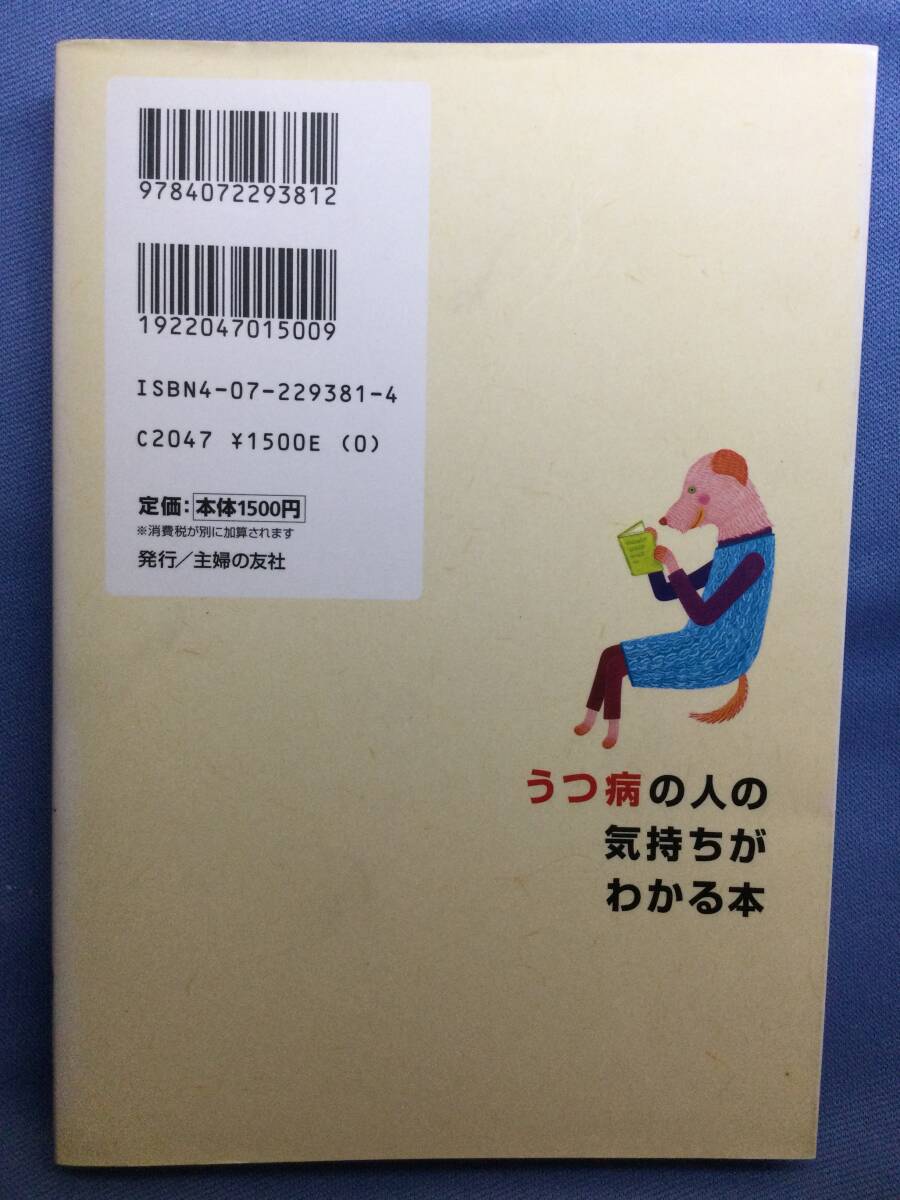 9784072293812
1922047015009
ISBN4-07-229381-4
C2047 ¥1500E (0)
定価：本体1500円
※消費税が別に加算されます
発行／主婦の友社
うつ病の人の
気持ちが
わかる本